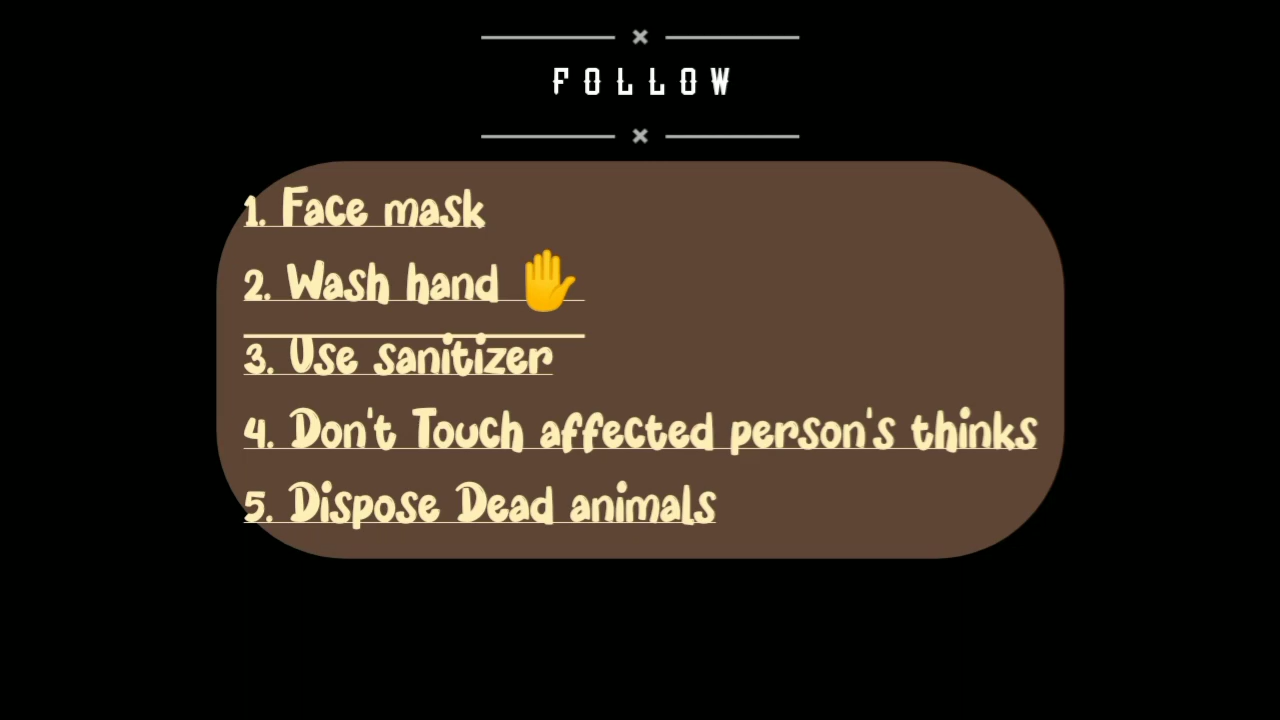 FOLLOW
1. Face mask
2. Wash hand ✋
3. Use sanitizer
4. Don't Touch affected person's thinks
5. Dispose Dead animals